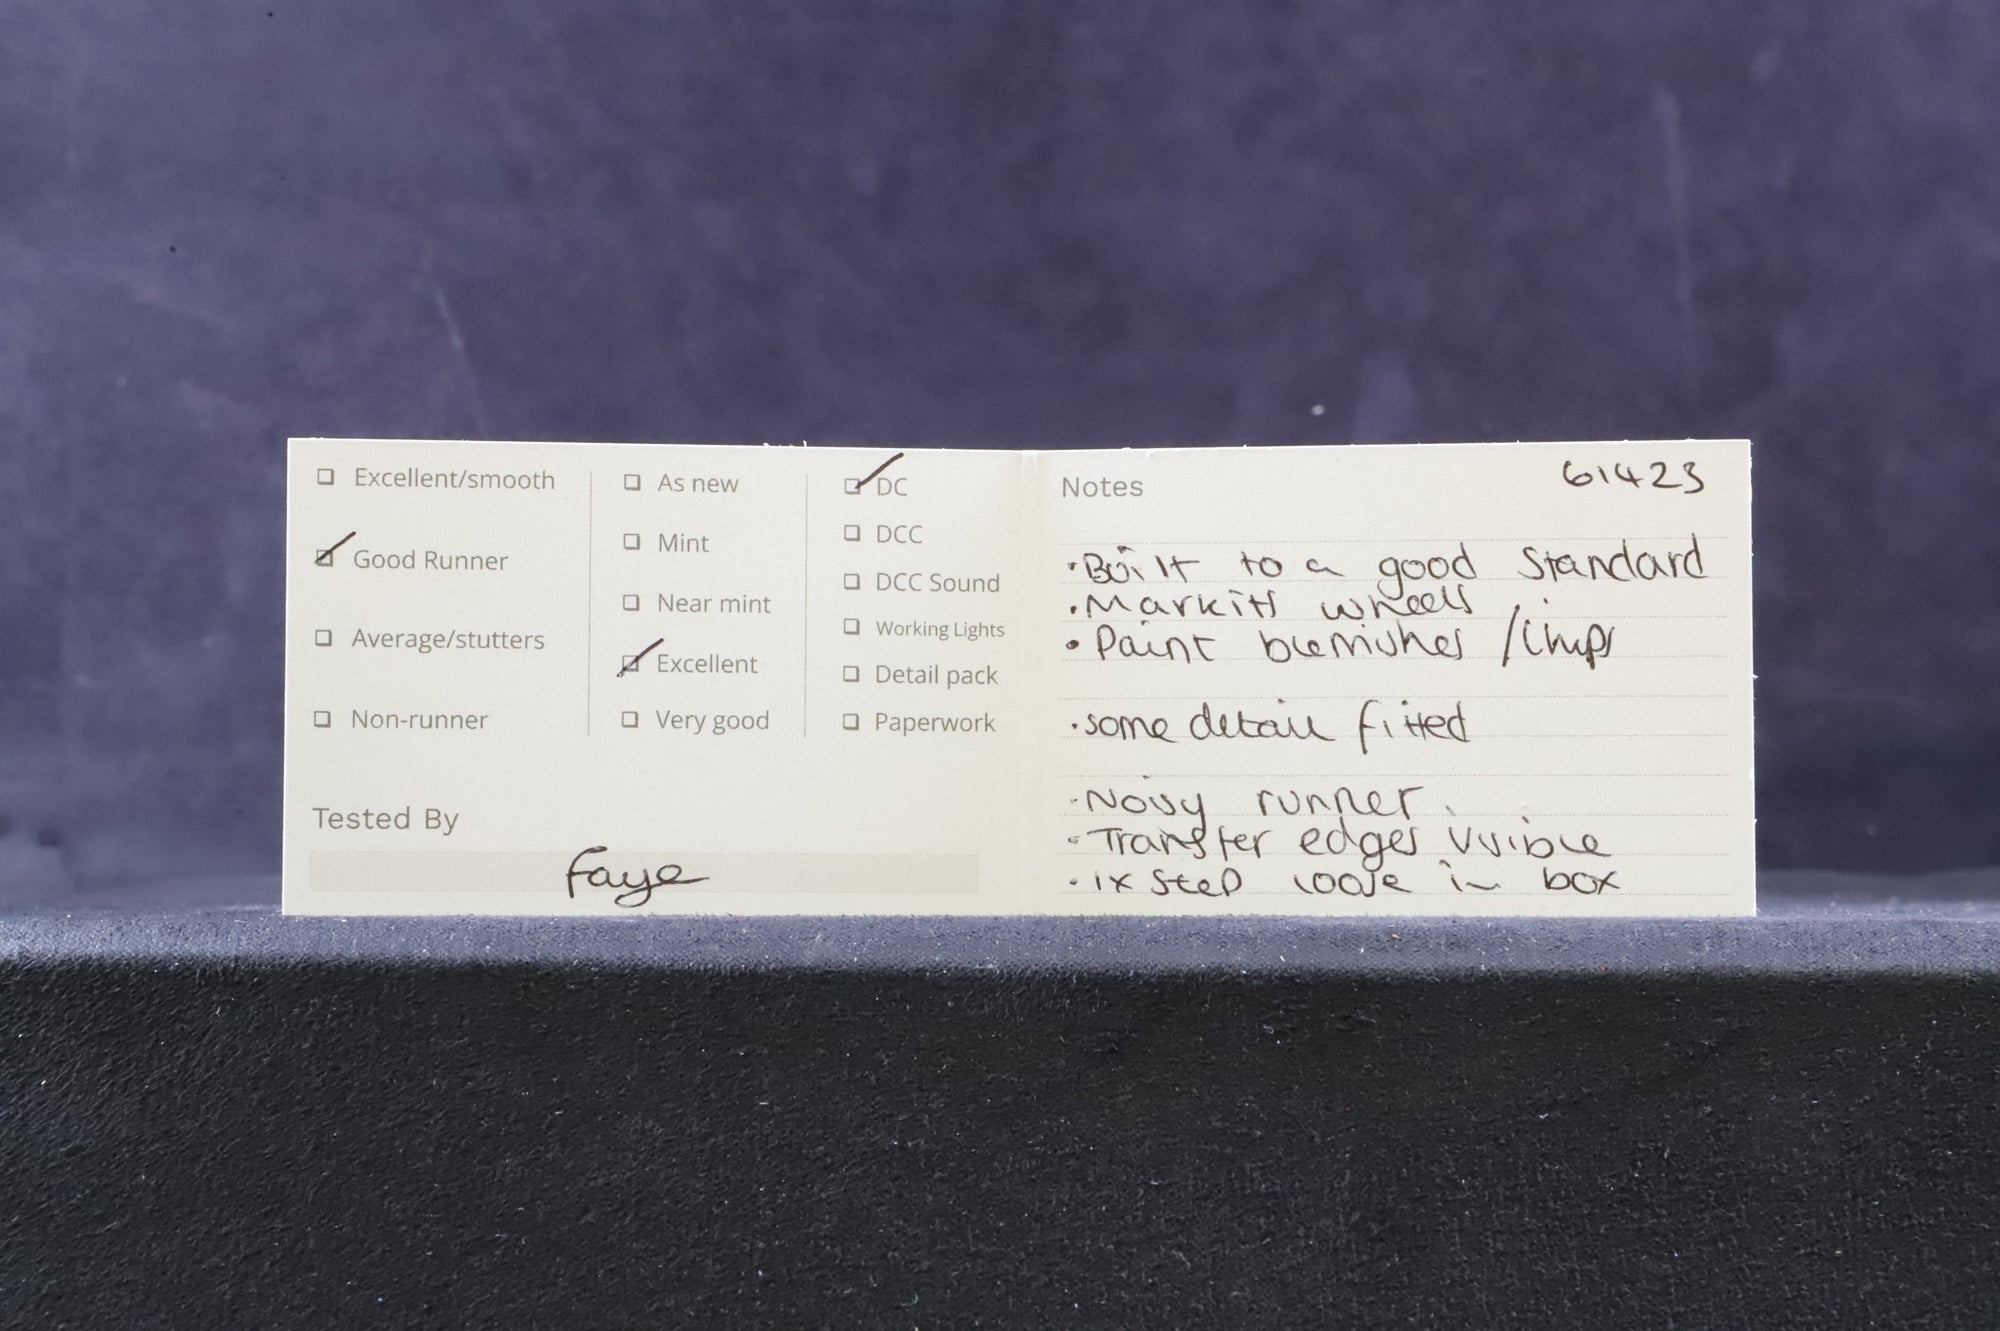 ☐ Excellent/smooth
☑ Good Runner
☐ Average/stutters
☐ Non-runner
☐ As new
☐ Mint
☐ Near mint
☑ Excellent
☐ Very good
☑ DC
☐ DCC
☐ DCC Sound
☐ Working Lights
☐ Detail pack
☐ Paperwork
Tested By
Faye
Notes
61423
• Built to a good standard
• Markits wheels
• Paint blemishes / chips
• some detail fitted
• Noisy runner.
• Transfer edges visible
• 1x step loose in box